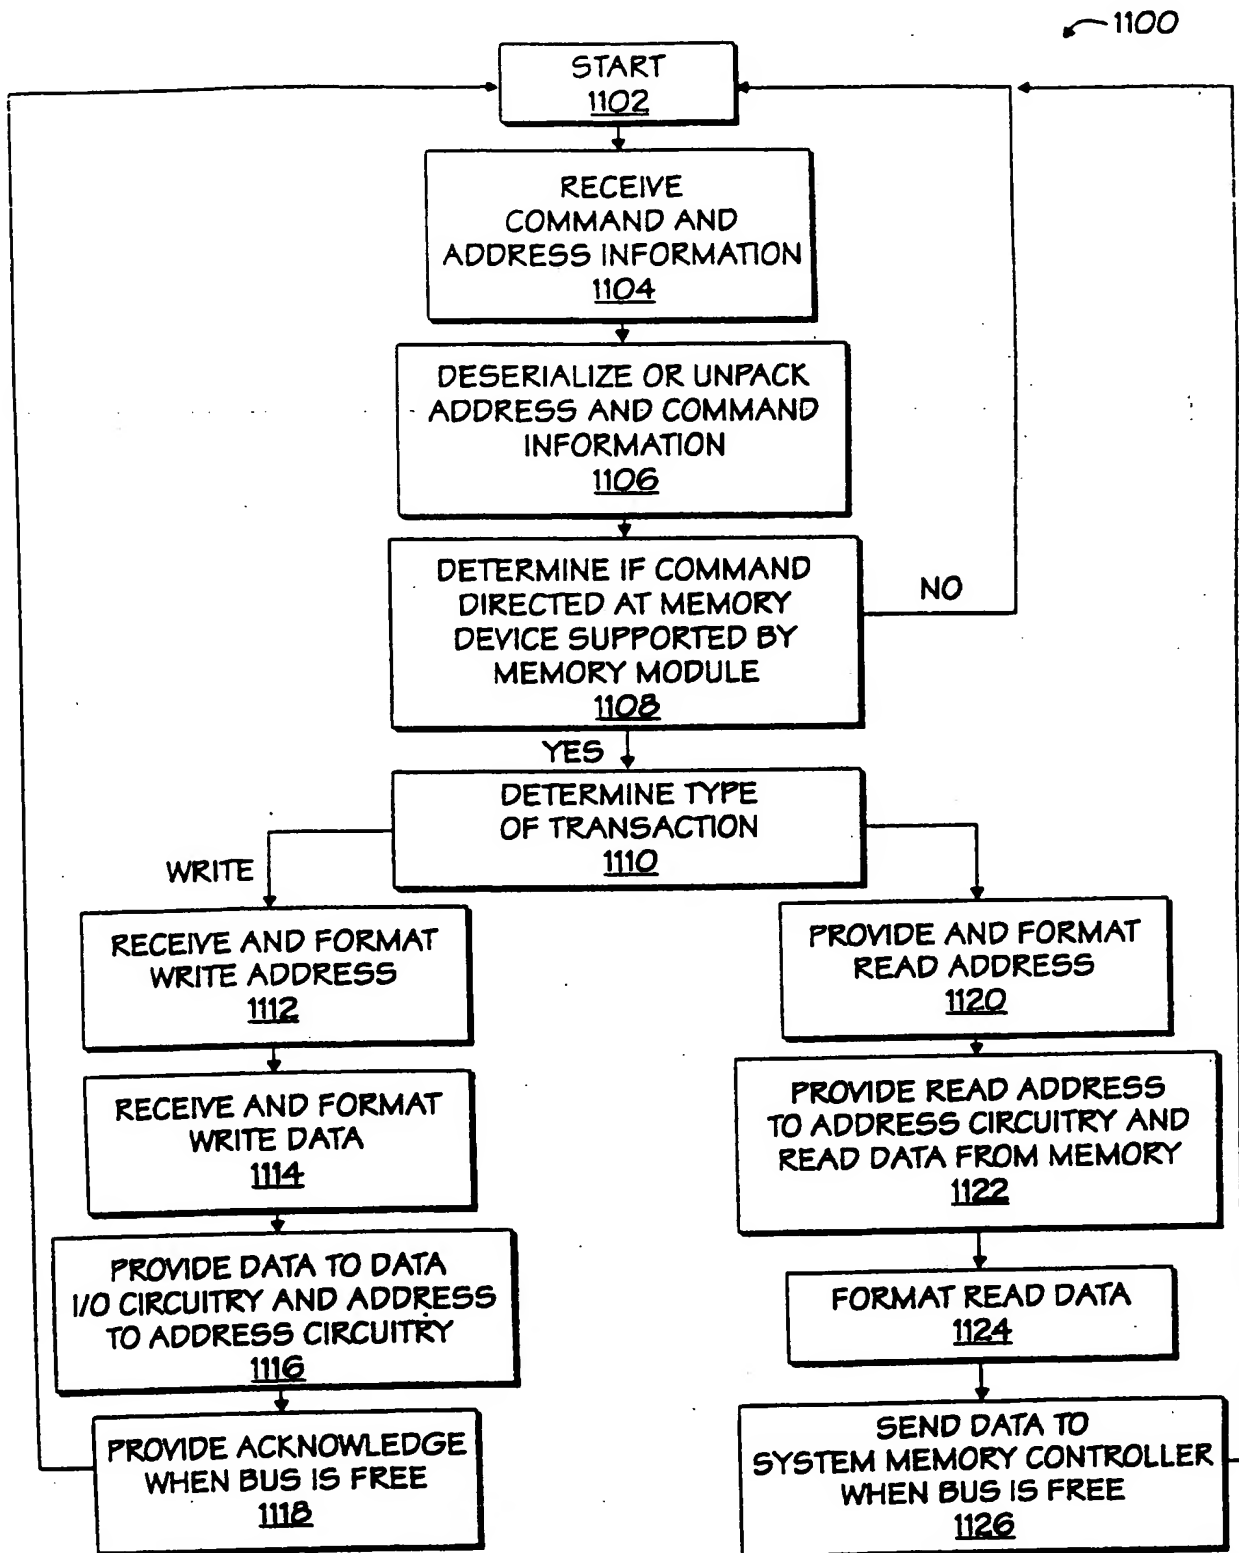 1100
START
1102
RECEIVE
COMMAND AND
ADDRESS INFORMATION
1104
DESERIALIZE OR UNPACK
ADDRESS AND COMMAND
INFORMATION
1106
DETERMINE IF COMMAND
DIRECTED AT MEMORY
DEVICE SUPPORTED BY
MEMORY MODULE
1108
NO
YES
DETERMINE TYPE
OF TRANSACTION
1110
WRITE
RECEIVE AND FORMAT
WRITE ADDRESS
1112
RECEIVE AND FORMAT
WRITE DATA
1114
PROVIDE DATA TO DATA
I/O CIRCUITRY AND ADDRESS
TO ADDRESS CIRCUITRY
1116
PROVIDE ACKNOWLEDGE
WHEN BUS IS FREE
1118
PROVIDE AND FORMAT
READ ADDRESS
1120
PROVIDE READ ADDRESS
TO ADDRESS CIRCUITRY AND
READ DATA FROM MEMORY
1122
FORMAT READ DATA
1124
SEND DATA TO
SYSTEM MEMORY CONTROLLER
WHEN BUS IS FREE
1126